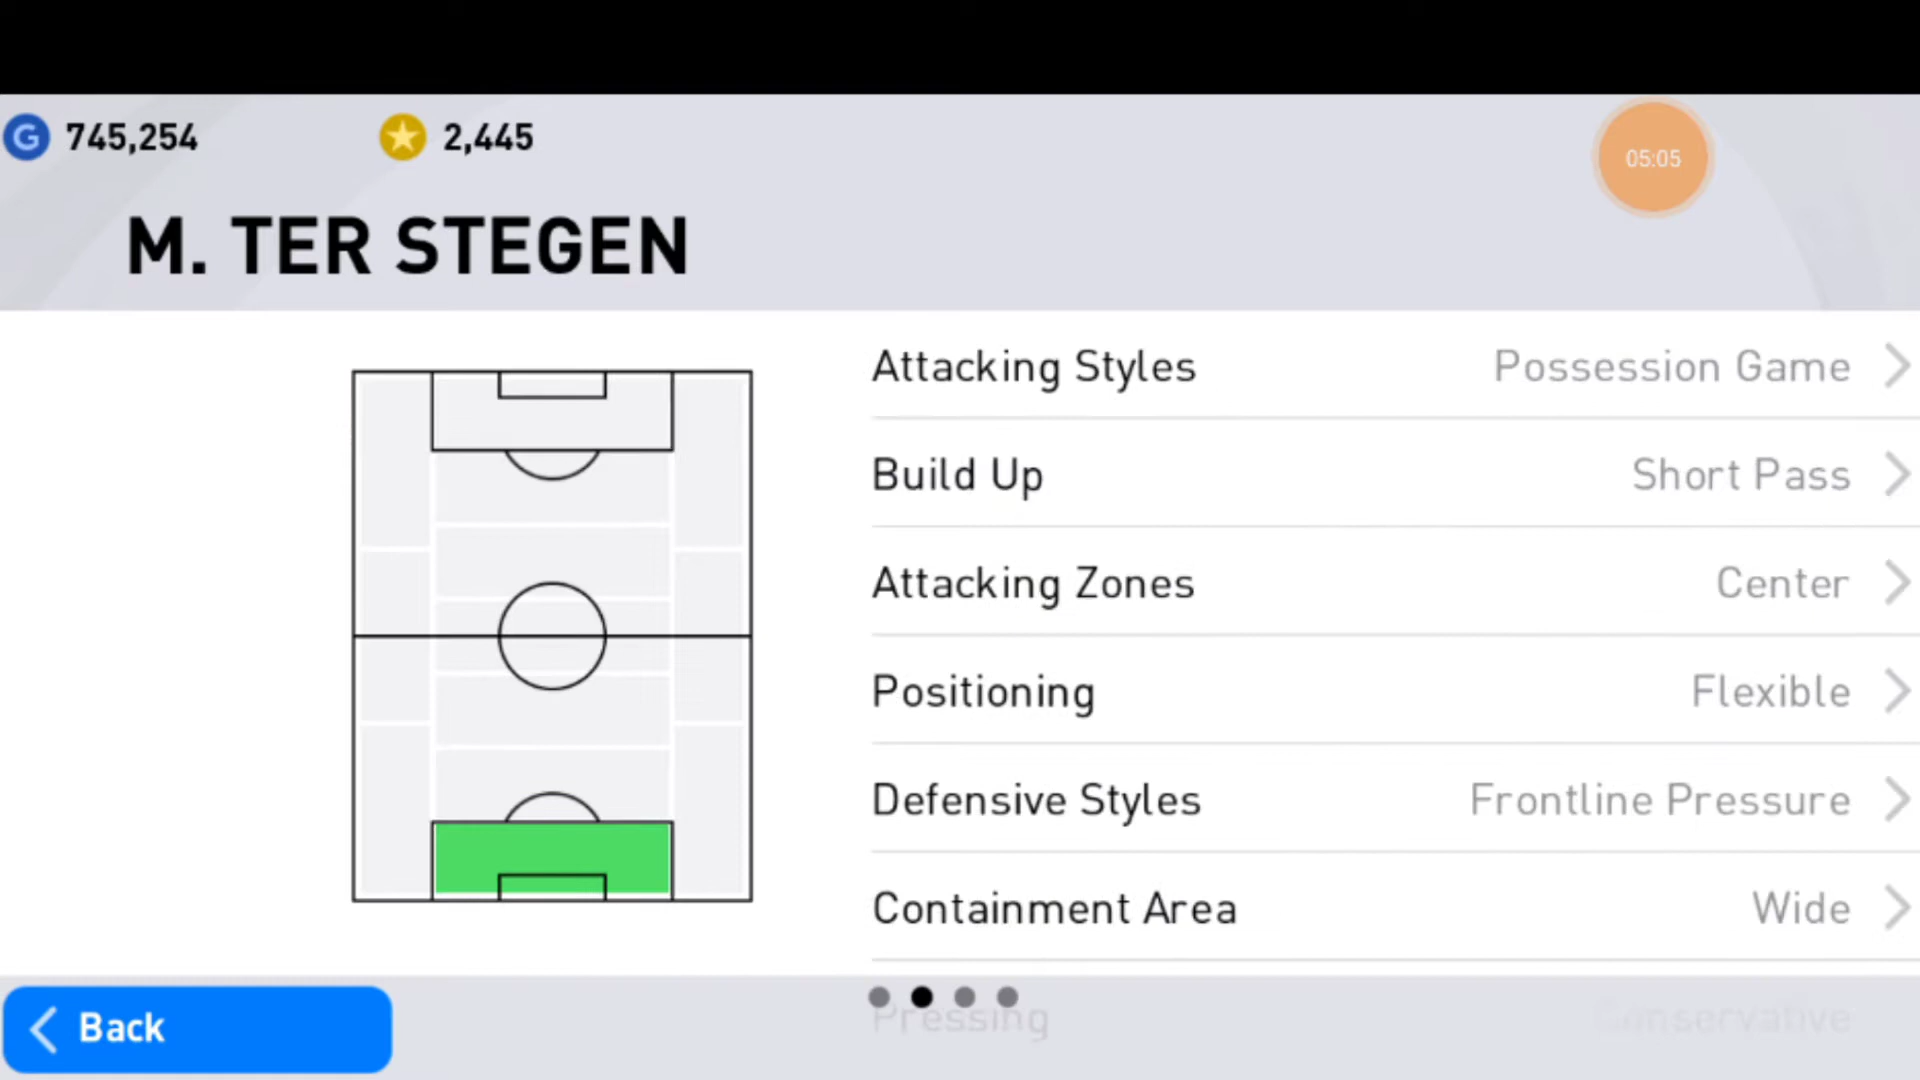 G 745,254 2,445
05:05
M. TER STEGEN
Attacking Styles Possession Game
Build Up Short Pass
Attacking Zones Center
Positioning Flexible
Defensive Styles Frontline Pressure
Containment Area Wide
Pressing Conservative
Back